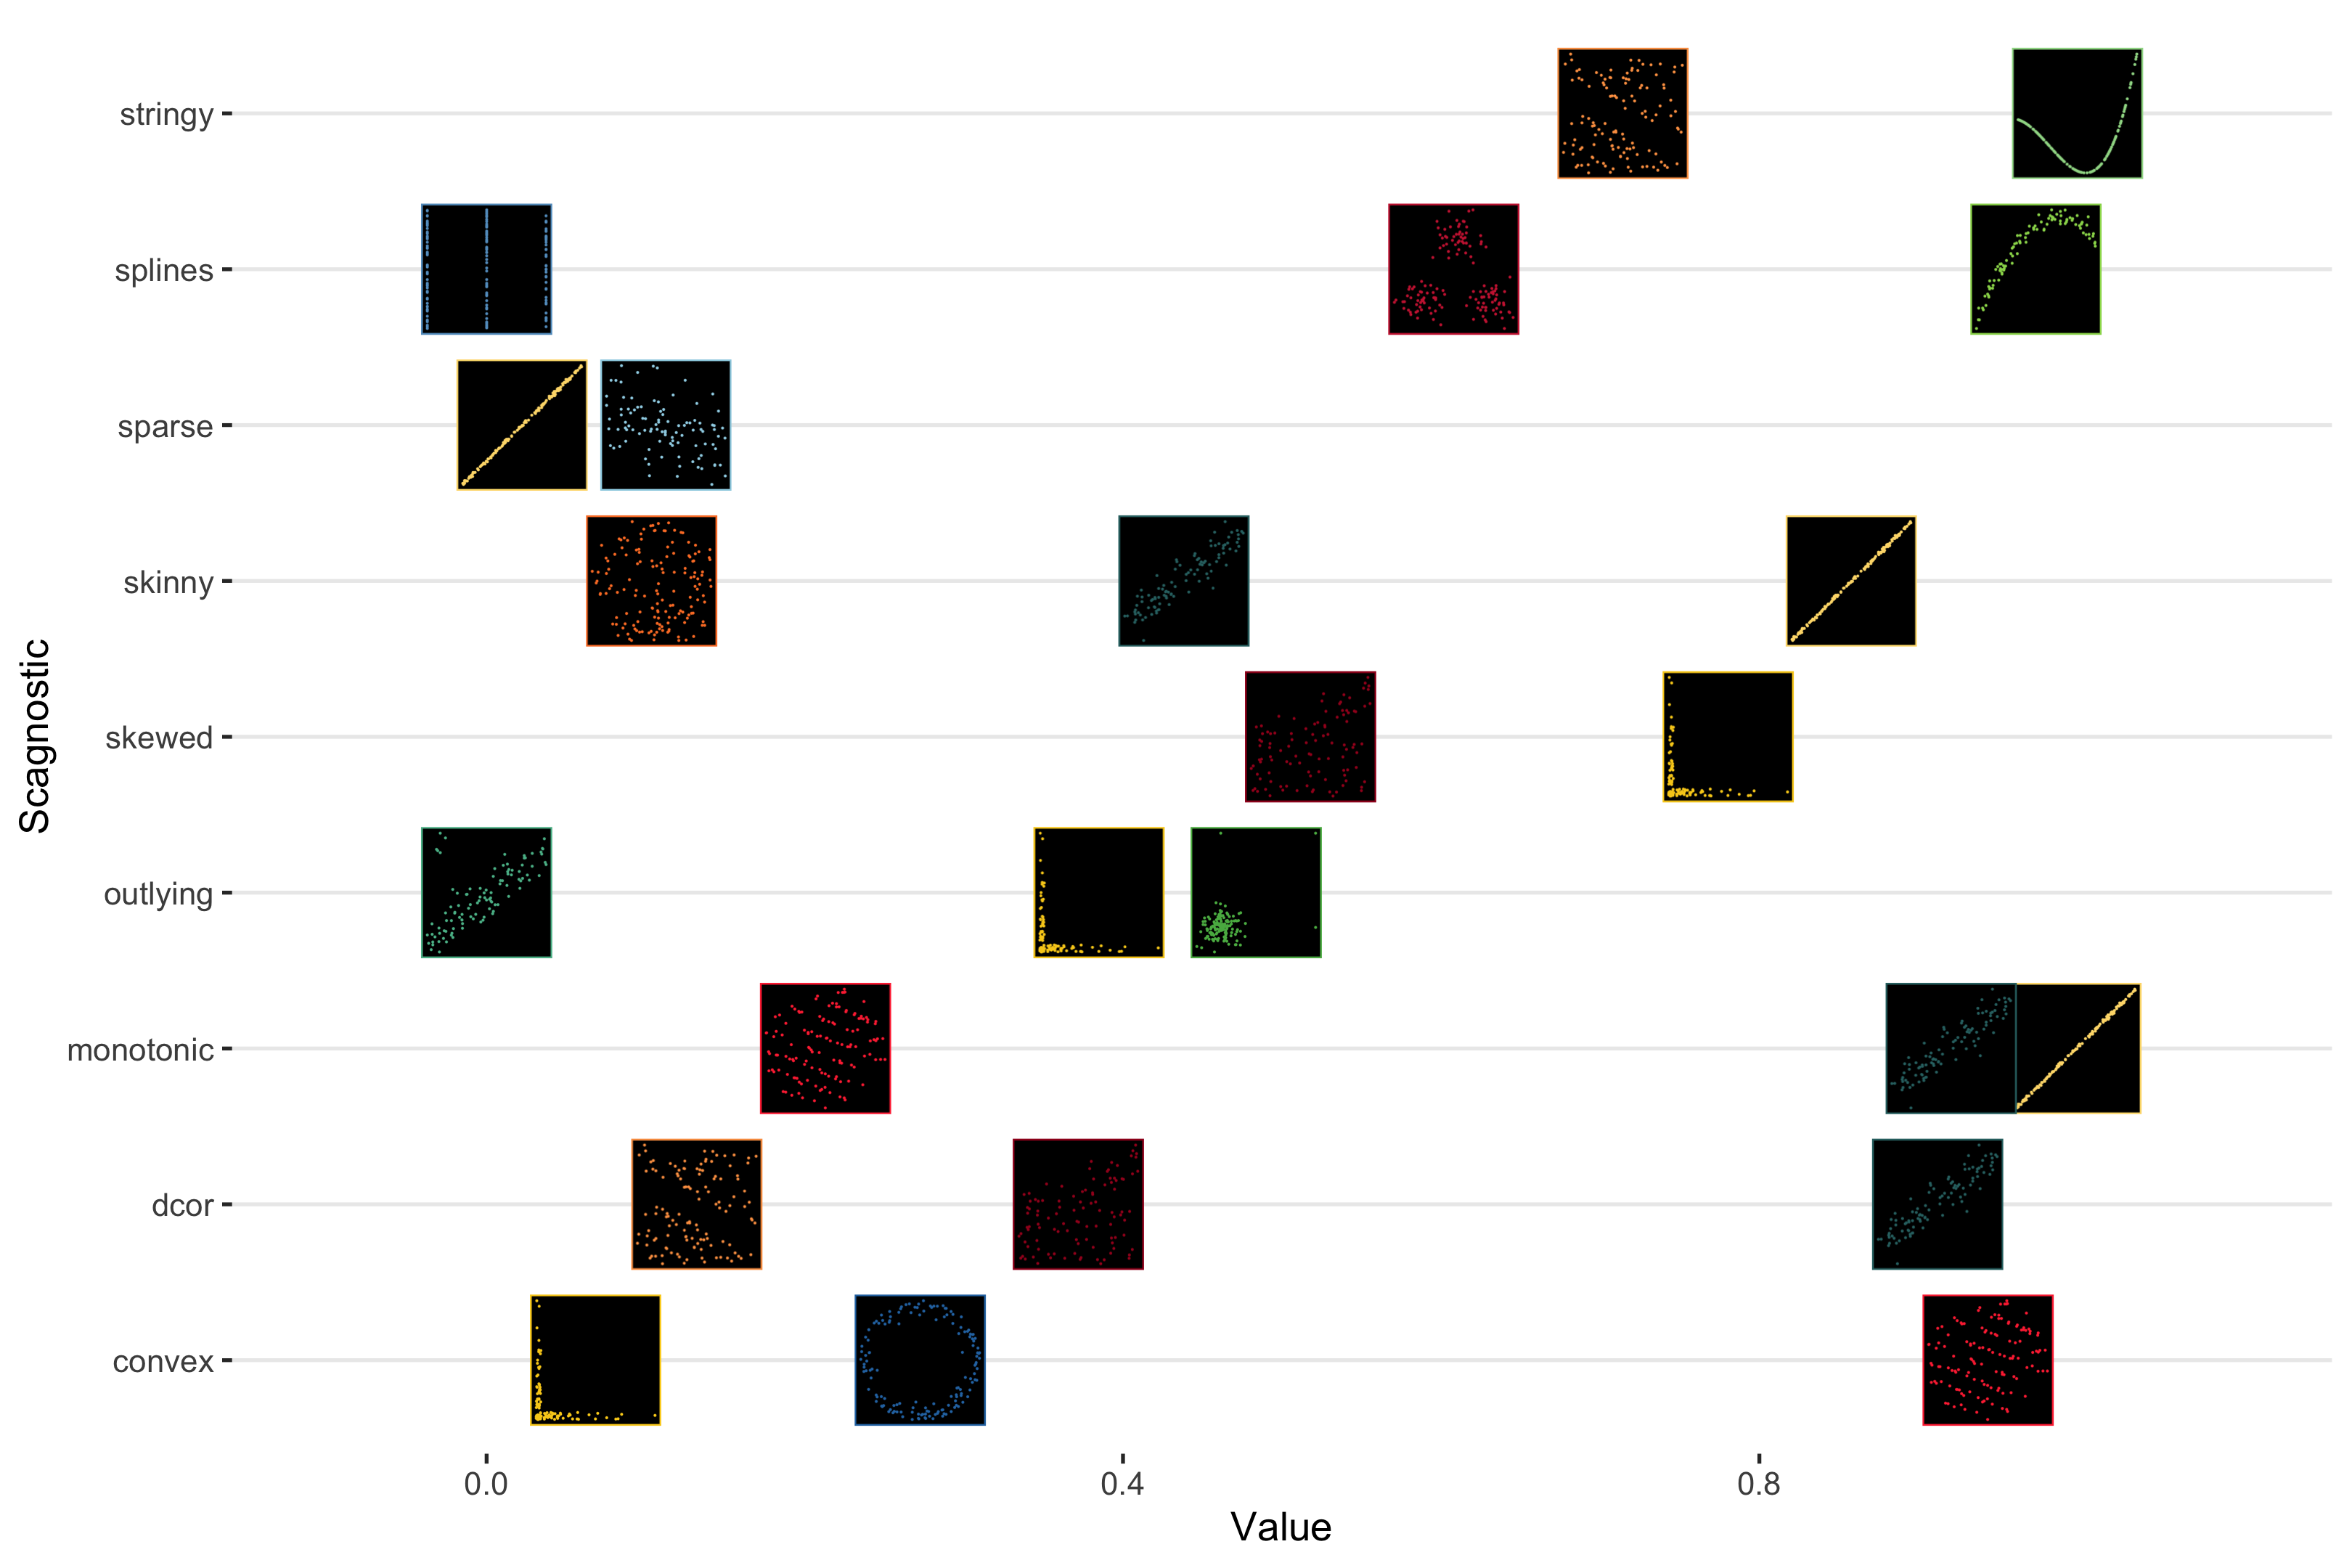 stringy
splines
sparse
skinny
skewed
outlying
monotonic
dcor
convex
Scagnostic
0.0
0.4
0.8
Value